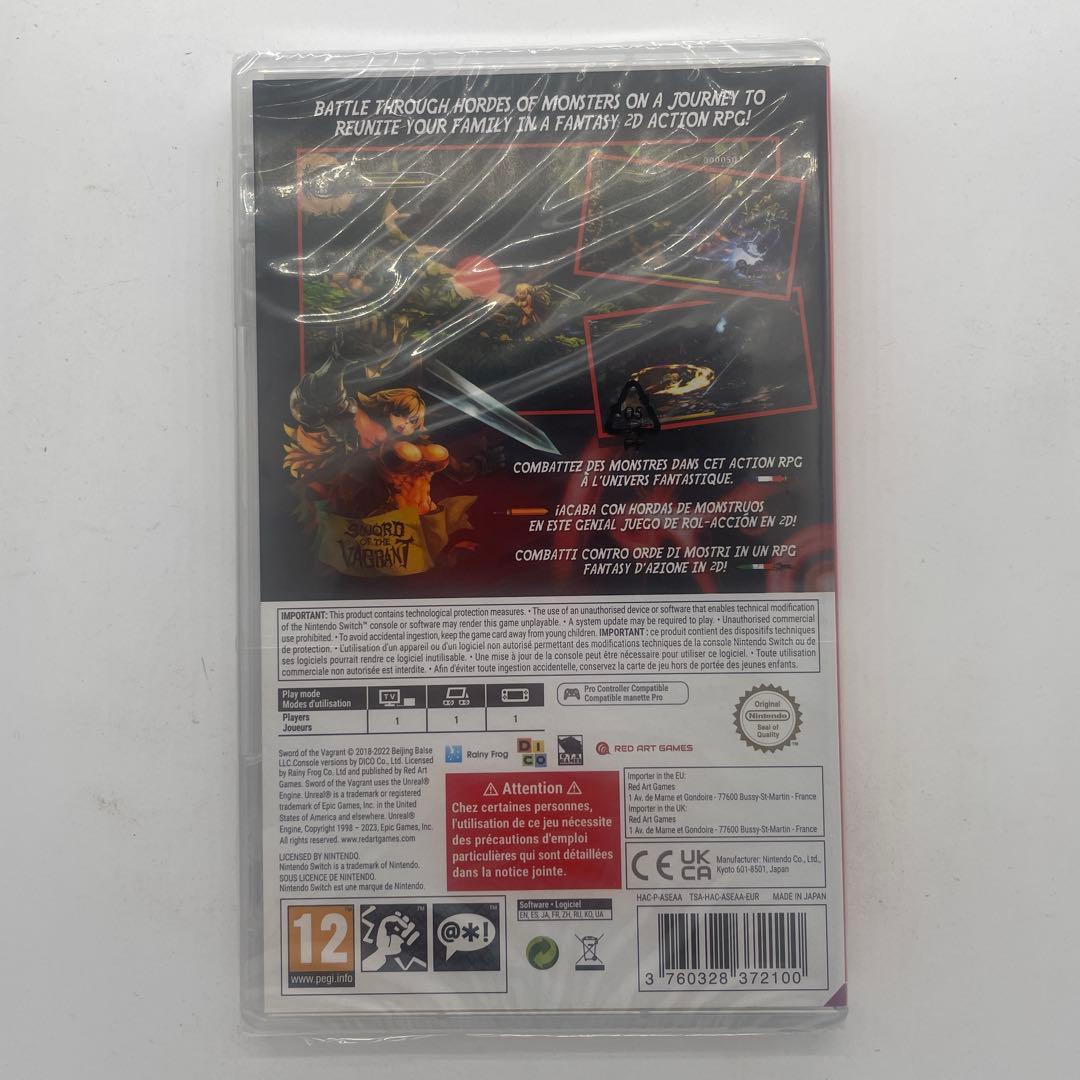 BATTLE THROUGH HORDES OF MONSTERS ON A JOURNEY TO
REUNITE YOUR FAMILY IN A FANTASY 2D ACTION RPG!
COMBATTEZ DES MONSTRES DANS CET ACTION RPG
À L'UNIVERS FANTASTIQUE.
¡ACABA CON HORDAS DE MONSTRUOS
EN ESTE GENIAL JUEGO DE ROL-ACCIÓN EN 2D!
COMBATTI CONTRO ORDE DI MOSTRI IN UN RPG
FANTASY D'AZIONE IN 2D!
SWORD
OF THE
VAGRANT
05
IMPORTANT: This product contains technological protection measures. • The use of an unauthorised device or software that enables technical modification
of the Nintendo Switch™ console or software may render this game unplayable. • A system update may be required to play. • Unauthorised commercial
use prohibited. • To avoid accidental ingestion, keep the game card away from young children. IMPORTANT : ce produit contient des dispositifs techniques
de protection. • L'utilisation d'un appareil ou d'un logiciel non autorisé permettant des modifications techniques de la console Nintendo Switch ou de
ses logiciels pourrait rendre ce logiciel inutilisable. • Une mise à jour de la console peut être nécessaire pour utiliser ce logiciel. • Toute utilisation
commerciale non autorisée est interdite. • Afin d'éviter toute ingestion accidentelle, conservez la carte de jeu hors de portée des jeunes enfants.
Play mode
Modes d'utilisation
TV
Players
Joueurs
1
1
1
Pro Controller Compatible
Compatible manette Pro
Original
Nintendo
Seal of
Quality
TM
Sword of the Vagrant © 2018-2022 Beijing Balse
LLC.Console versions by DICO Co., Ltd. Licensed
by Rainy Frog Co. Ltd and published by Red Art
Games. Sword of the Vagrant uses the Unreal®
Engine. Unreal® is a trademark or registered
trademark of Epic Games, Inc. in the United
States of America and elsewhere. Unreal®
Engine, Copyright 1998 – 2023, Epic Games, Inc.
All rights reserved. www.redartgames.com
LICENSED BY NINTENDO.
Nintendo Switch is a trademark of Nintendo.
SOUS LICENCE DE NINTENDO.
Nintendo Switch est une marque de Nintendo.
Rainy Frog
DICO
RED ART GAMES
Attention
Chez certaines personnes,
l'utilisation de ce jeu nécessite
des précautions d'emploi
particulières qui sont détaillées
dans la notice jointe.
Importer in the EU:
Red Art Games
1 Av. de Marne et Gondoire - 77600 Bussy-St-Martin - France
Importer in the UK:
Red Art Games
1 Av. de Marne et Gondoire - 77600 Bussy-St-Martin - France
CE UK
CA
Manufacturer: Nintendo Co., Ltd.,
Kyoto 601-8501, Japan
HAC-P-ASEAA TSA-HAC-ASEAA-EUR MADE IN JAPAN
12
www.pegi.info
@*!
Software • Logiciel
EN, ES, JA, FR, ZH, RU, KO, UA
3 760328 372100